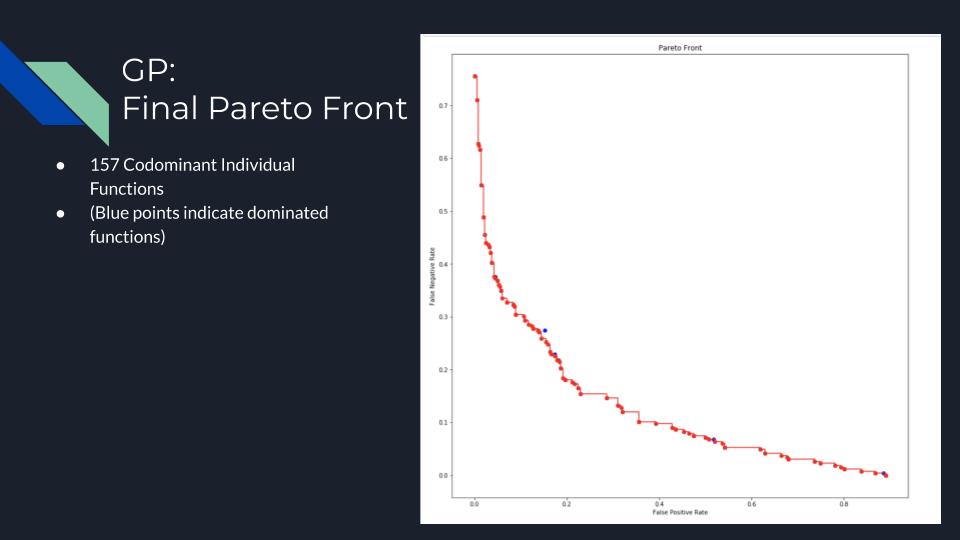 GP:
Final Pareto Front
● 157 Codominant Individual
Functions
● (Blue points indicate dominated
functions)
Pareto Front
0.7
0.6
0.5
0.4
0.3
0.2
0.1
0.0
False Negative Rate
0.0 0.2 0.4 0.6 0.8
False Positive Rate